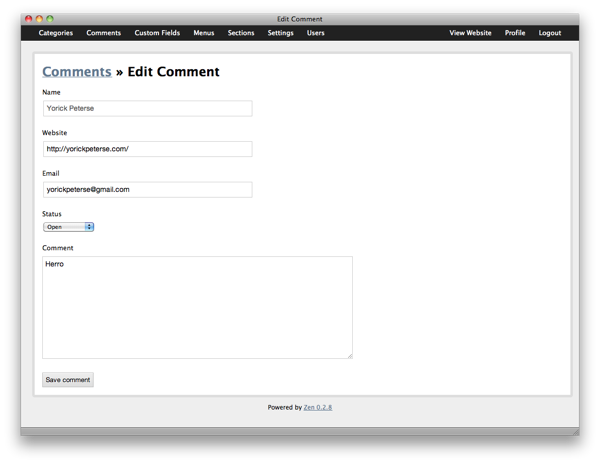 Edit Comment
Categories Comments Custom Fields Menus Sections Settings Users View Website Profile Logout
Comments » Edit Comment
Name
Yorick Peterse
Website
http://yorickpeterse.com/
Email
yorickpeterse@gmail.com
Status
Open
Comment
Herro
Save comment
Powered by Zen 0.2.8